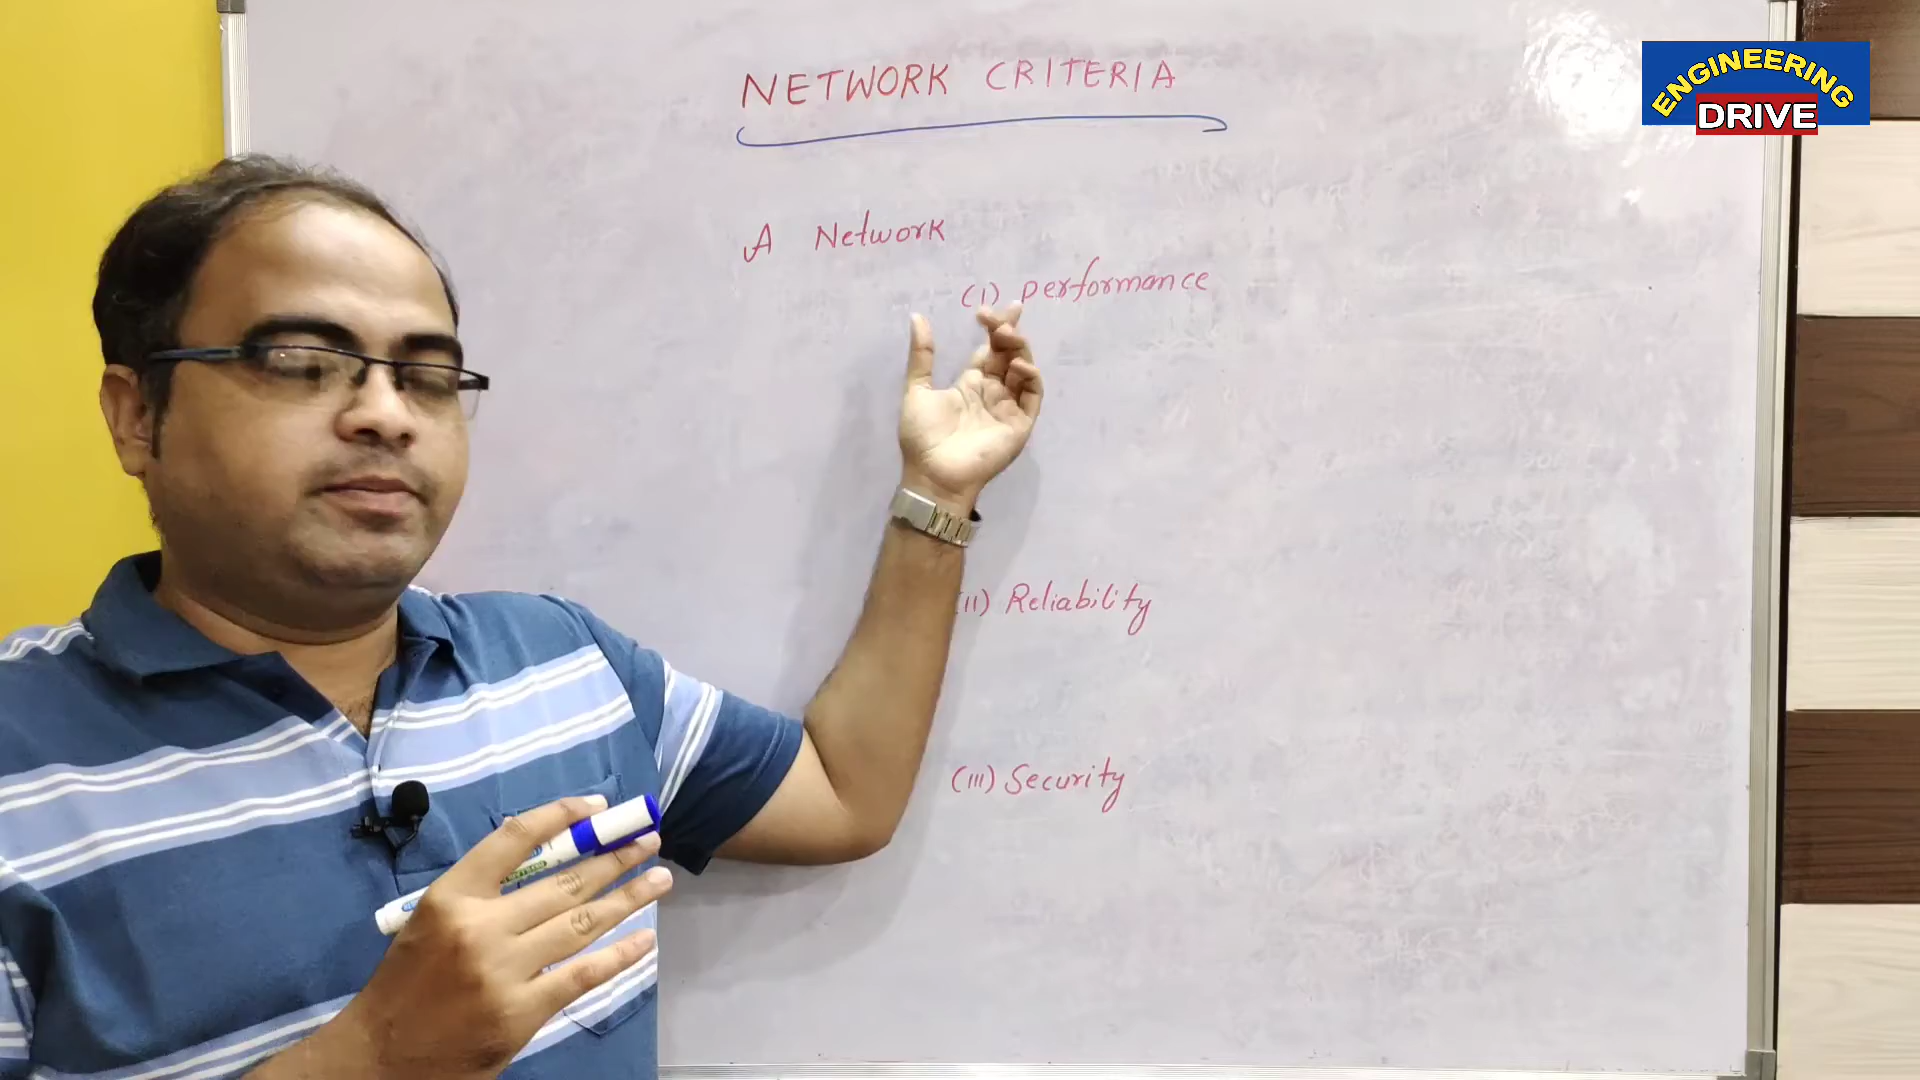 NETWORK CRITERIA
ENGINEERING
DRIVE
A Network
(I) performance
(II) Reliability
(III) Security